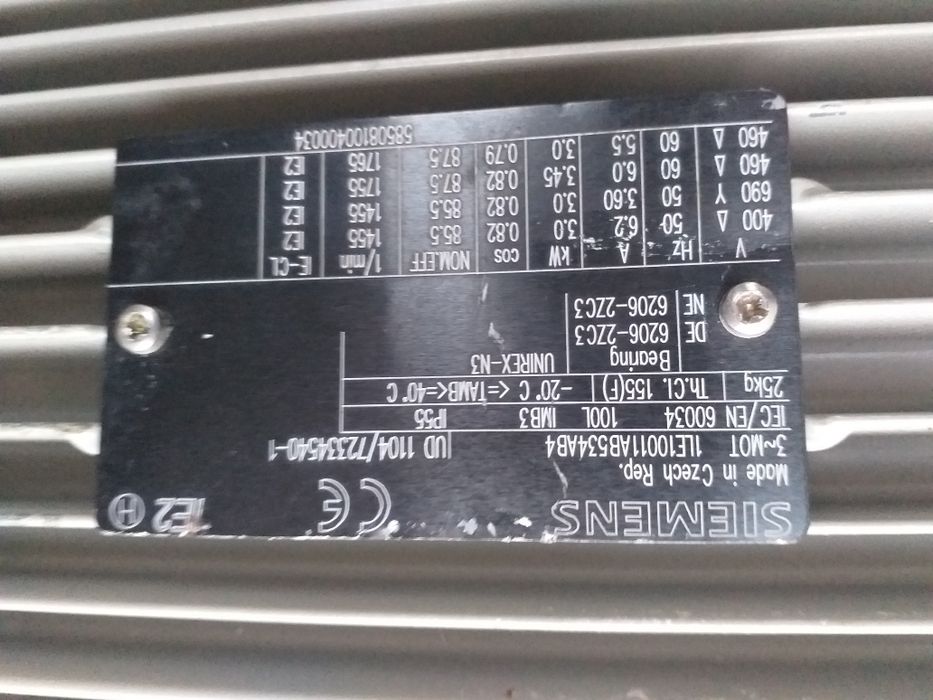 SIEMENS CE IE2 H
Made in Czech Rep.
3~MOT 1LE10011AB534AB4 IUD 1104/72334540-1
IEC/EN 60034 100L IMB3 IP55
25kg Th.Cl. 155(F) -20°C <=TAMB<=40°C
Bearing UNIREX-N3
DE 6206-2ZC3
NE 6206-2ZC3
V Hz A kW cos NOM.EFF 1/min E-CL
400 Δ 50 6.2 3.0 0.82 85.5 1455 IE2
690 Y 50 3.60 3.0 0.82 85.5 1455 IE2
460 Δ 60 6.0 3.45 0.82 87.5 1755 IE2
460 Δ 60 5.5 3.0 0.79 87.5 1765 IE2
58508100400034